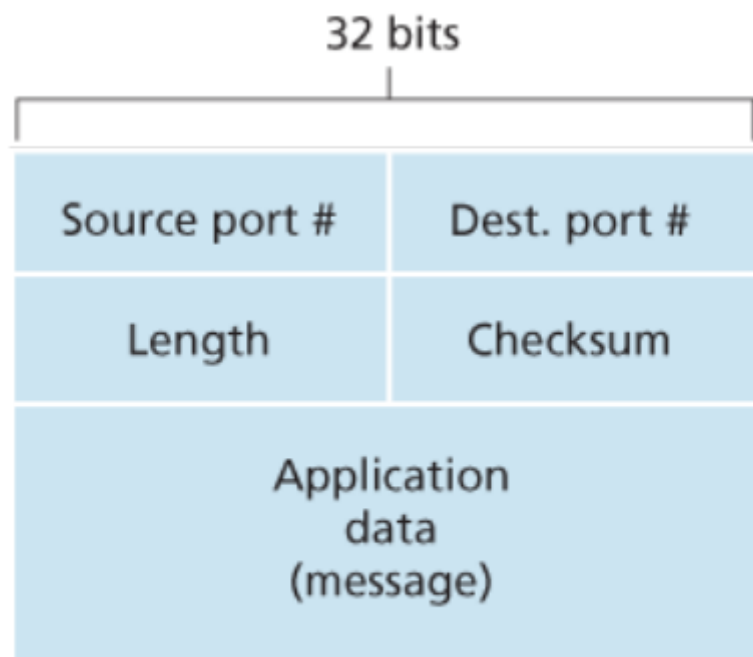 32 bits
Source port #
Dest. port #
Length
Checksum
Application
data
(message)